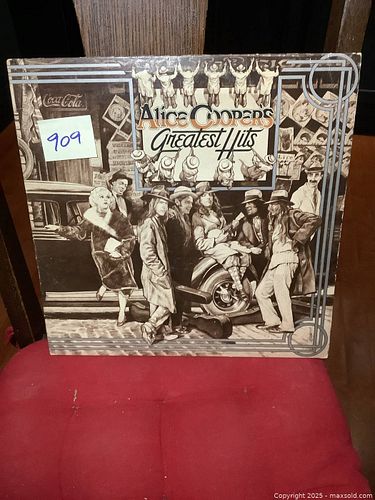 Coca-Cola
909
Alice Cooper's
Greatest Hits
Copyright 2025 - maxsold.com